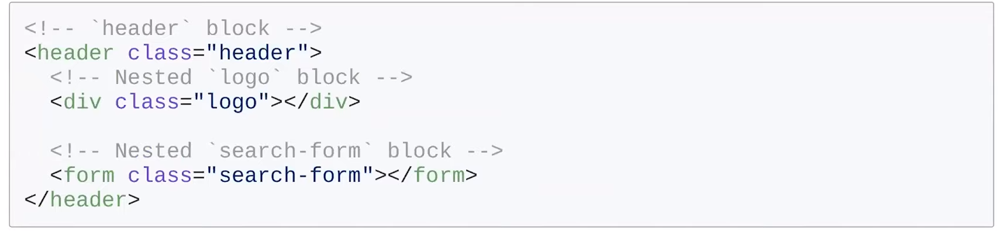 <!-- `header` block -->
<header class="header">
  <!-- Nested `logo` block -->
  <div class="logo"></div>

  <!-- Nested `search-form` block -->
  <form class="search-form"></form>
</header>